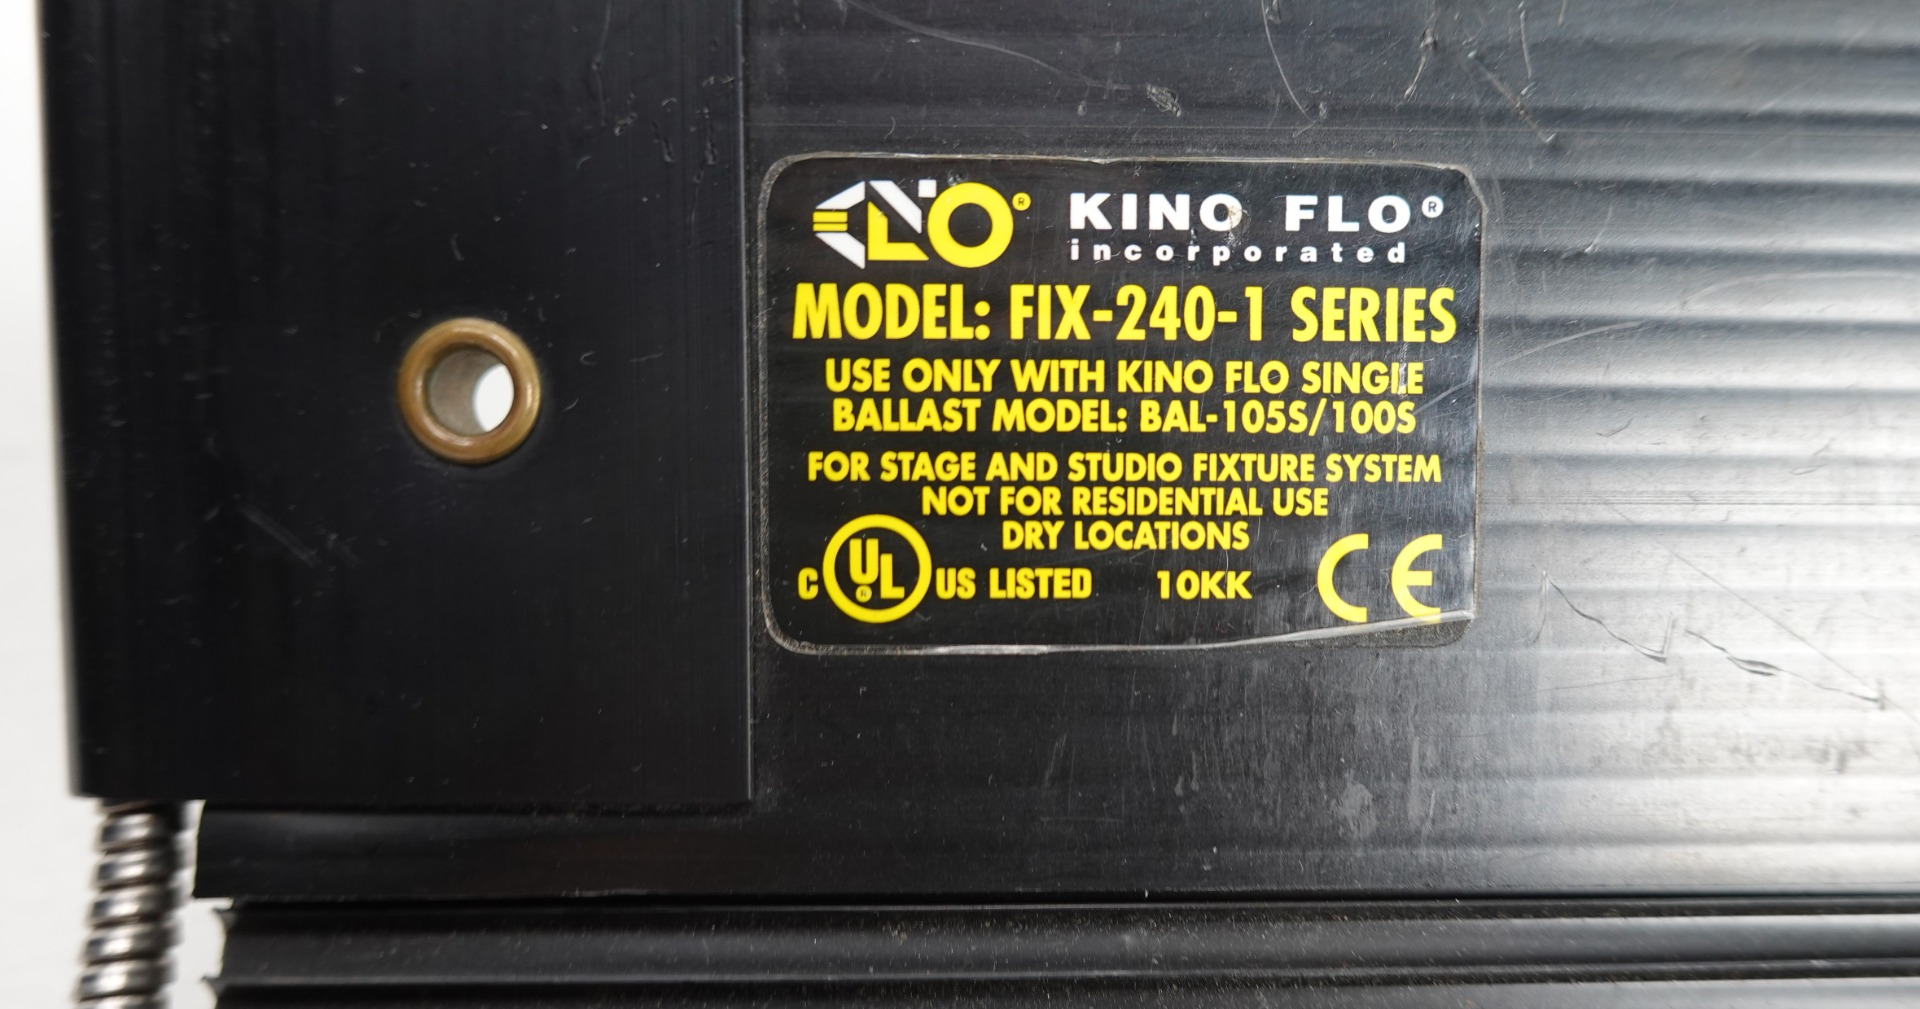 KINO FLO®
incorporated
MODEL: FIX-240-1 SERIES
USE ONLY WITH KINO FLO SINGLE
BALLAST MODEL: BAL-105S/100S
FOR STAGE AND STUDIO FIXTURE SYSTEM
NOT FOR RESIDENTIAL USE
DRY LOCATIONS
C UL® US LISTED 10KK CE